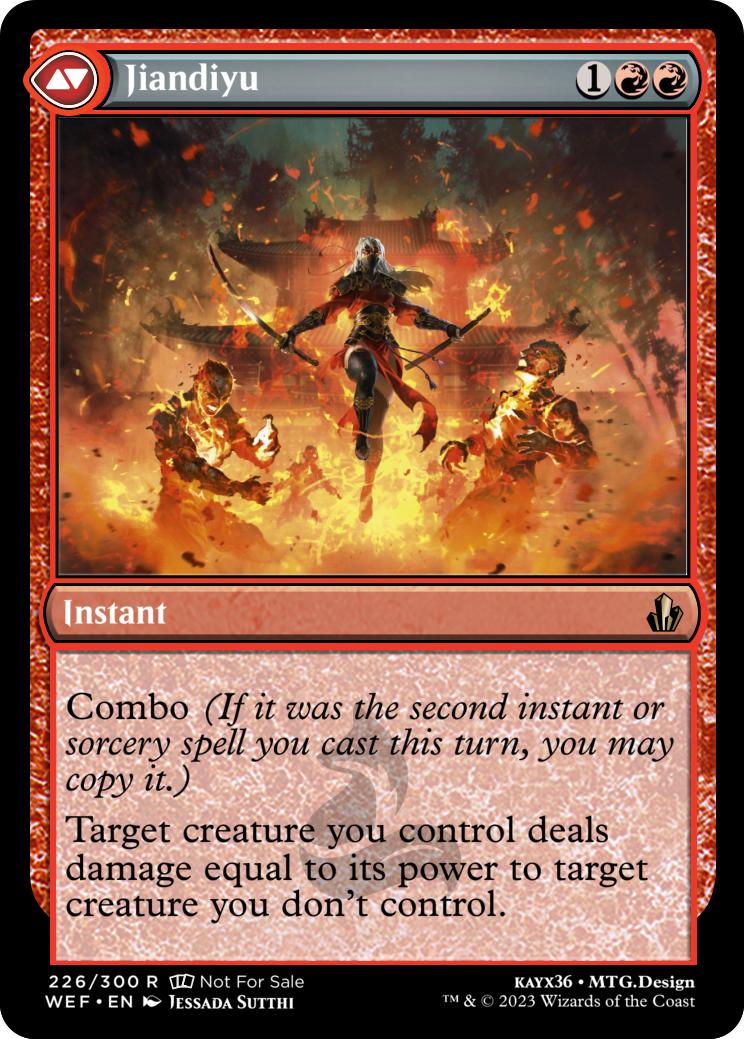 Jiandiyu 1
Instant
Combo (If it was the second instant or
sorcery spell you cast this turn, you may
copy it.)
Target creature you control deals
damage equal to its power to target
creature you don't control.
226/300 R Not For Sale
WEF • EN Jessada Sutthi
kayx36 • MTG.Design
™ & © 2023 Wizards of the Coast